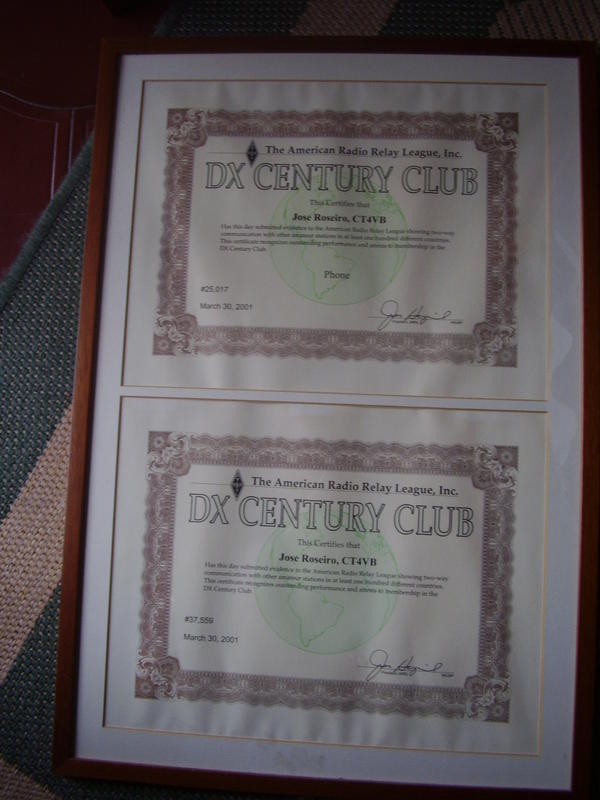 The American Radio Relay League, Inc.
DX CENTURY CLUB
This Certifies that
Jose Roseiro, CT4VB
Has this day submitted evidence to the American Radio Relay League showing two-way
communication with other amateur stations in at least one hundred different countries.
This certificate recognizes outstanding performance and attests to membership in the
DX Century Club.
Phone
#25,017
March 30, 2001
The American Radio Relay League, Inc.
DX CENTURY CLUB
This Certifies that
Jose Roseiro, CT4VB
Has this day submitted evidence to the American Radio Relay League showing two-way
communication with other amateur stations in at least one hundred different countries.
This certificate recognizes outstanding performance and attests to membership in the
DX Century Club.
#37,559
March 30, 2001